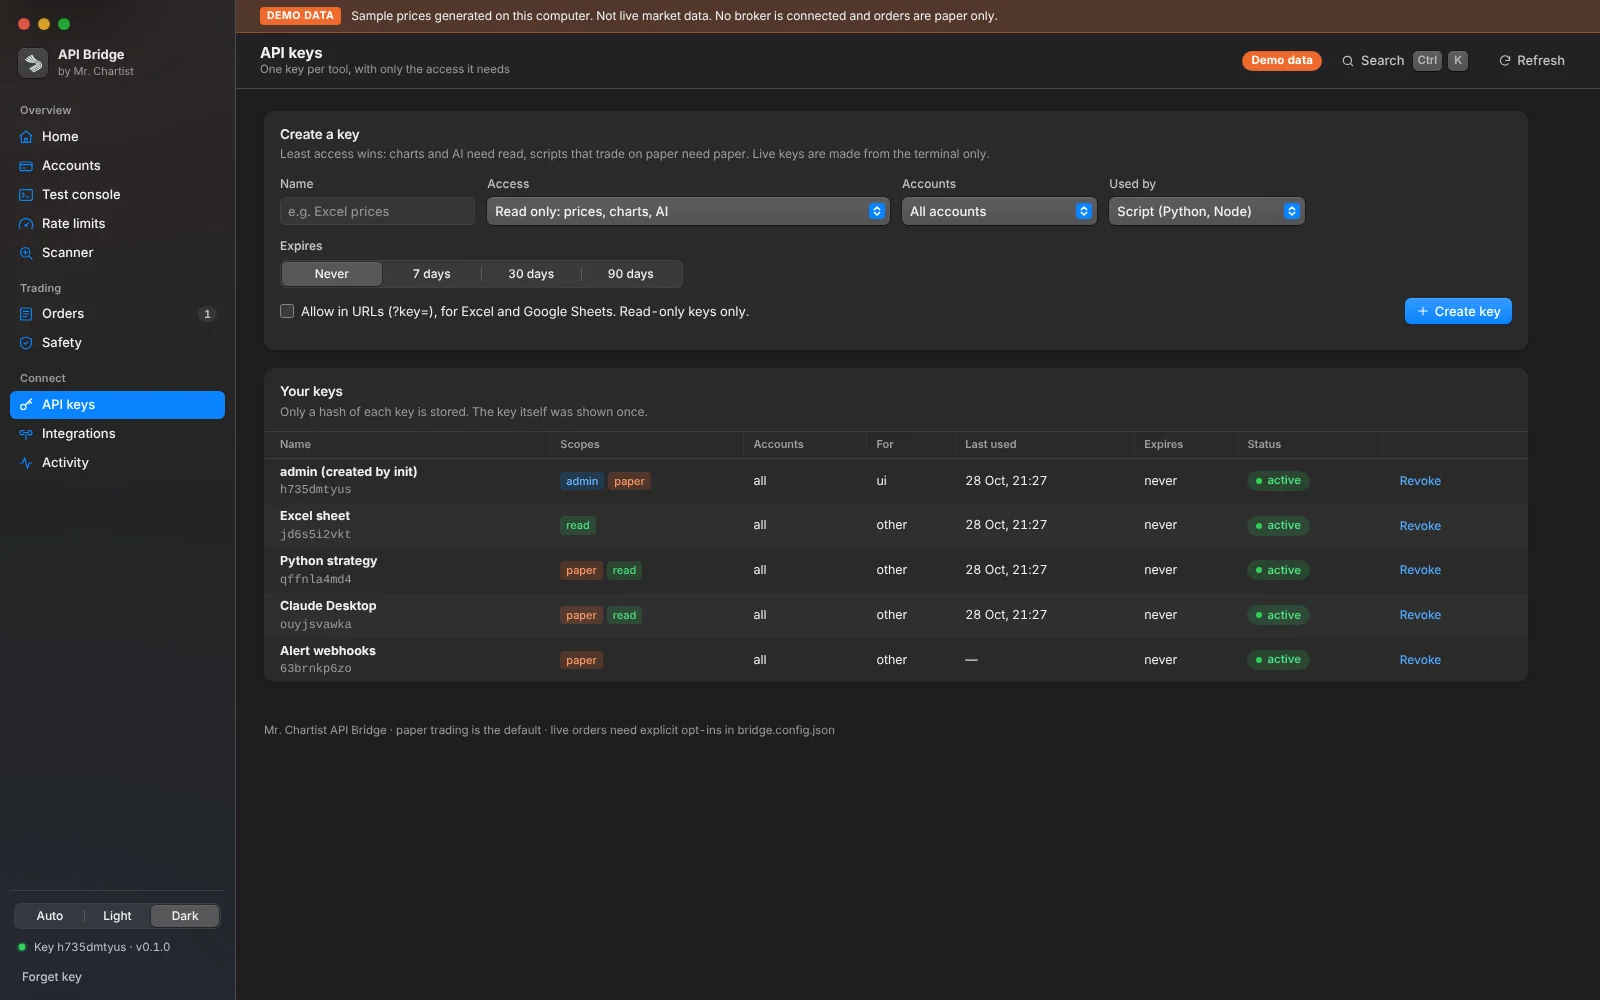 DEMO DATA Sample prices generated on this computer. Not live market data. No broker is connected and orders are paper only.
API Bridge
by Mr. Chartist
Overview
Home
Accounts
Test console
Rate limits
Scanner
Trading
Orders 1
Safety
Connect
API keys
Integrations
Activity
Auto Light Dark
Key h735dmtyus · v0.1.0
Forget key
API keys
One key per tool, with only the access it needs
Demo data Search Ctrl K Refresh
Create a key
Least access wins: charts and AI need read, scripts that trade on paper need paper. Live keys are made from the terminal only.
Name Access Accounts Used by
e.g. Excel prices Read only: prices, charts, AI All accounts Script (Python, Node)
Expires
Never 7 days 30 days 90 days
Allow in URLs (?key=), for Excel and Google Sheets. Read-only keys only.
+ Create key
Your keys
Only a hash of each key is stored. The key itself was shown once.
Name Scopes Accounts For Last used Expires Status
admin (created by init) admin paper all ui 28 Oct, 21:27 never active Revoke
h735dmtyus
Excel sheet read all other 28 Oct, 21:27 never active Revoke
jd6s5i2vkt
Python strategy paper read all other 28 Oct, 21:27 never active Revoke
qffnla4md4
Claude Desktop paper read all other 28 Oct, 21:27 never active Revoke
ouyjsvawka
Alert webhooks paper all other — never active Revoke
63brnkp6zo
Mr. Chartist API Bridge · paper trading is the default · live orders need explicit opt-ins in bridge.config.json